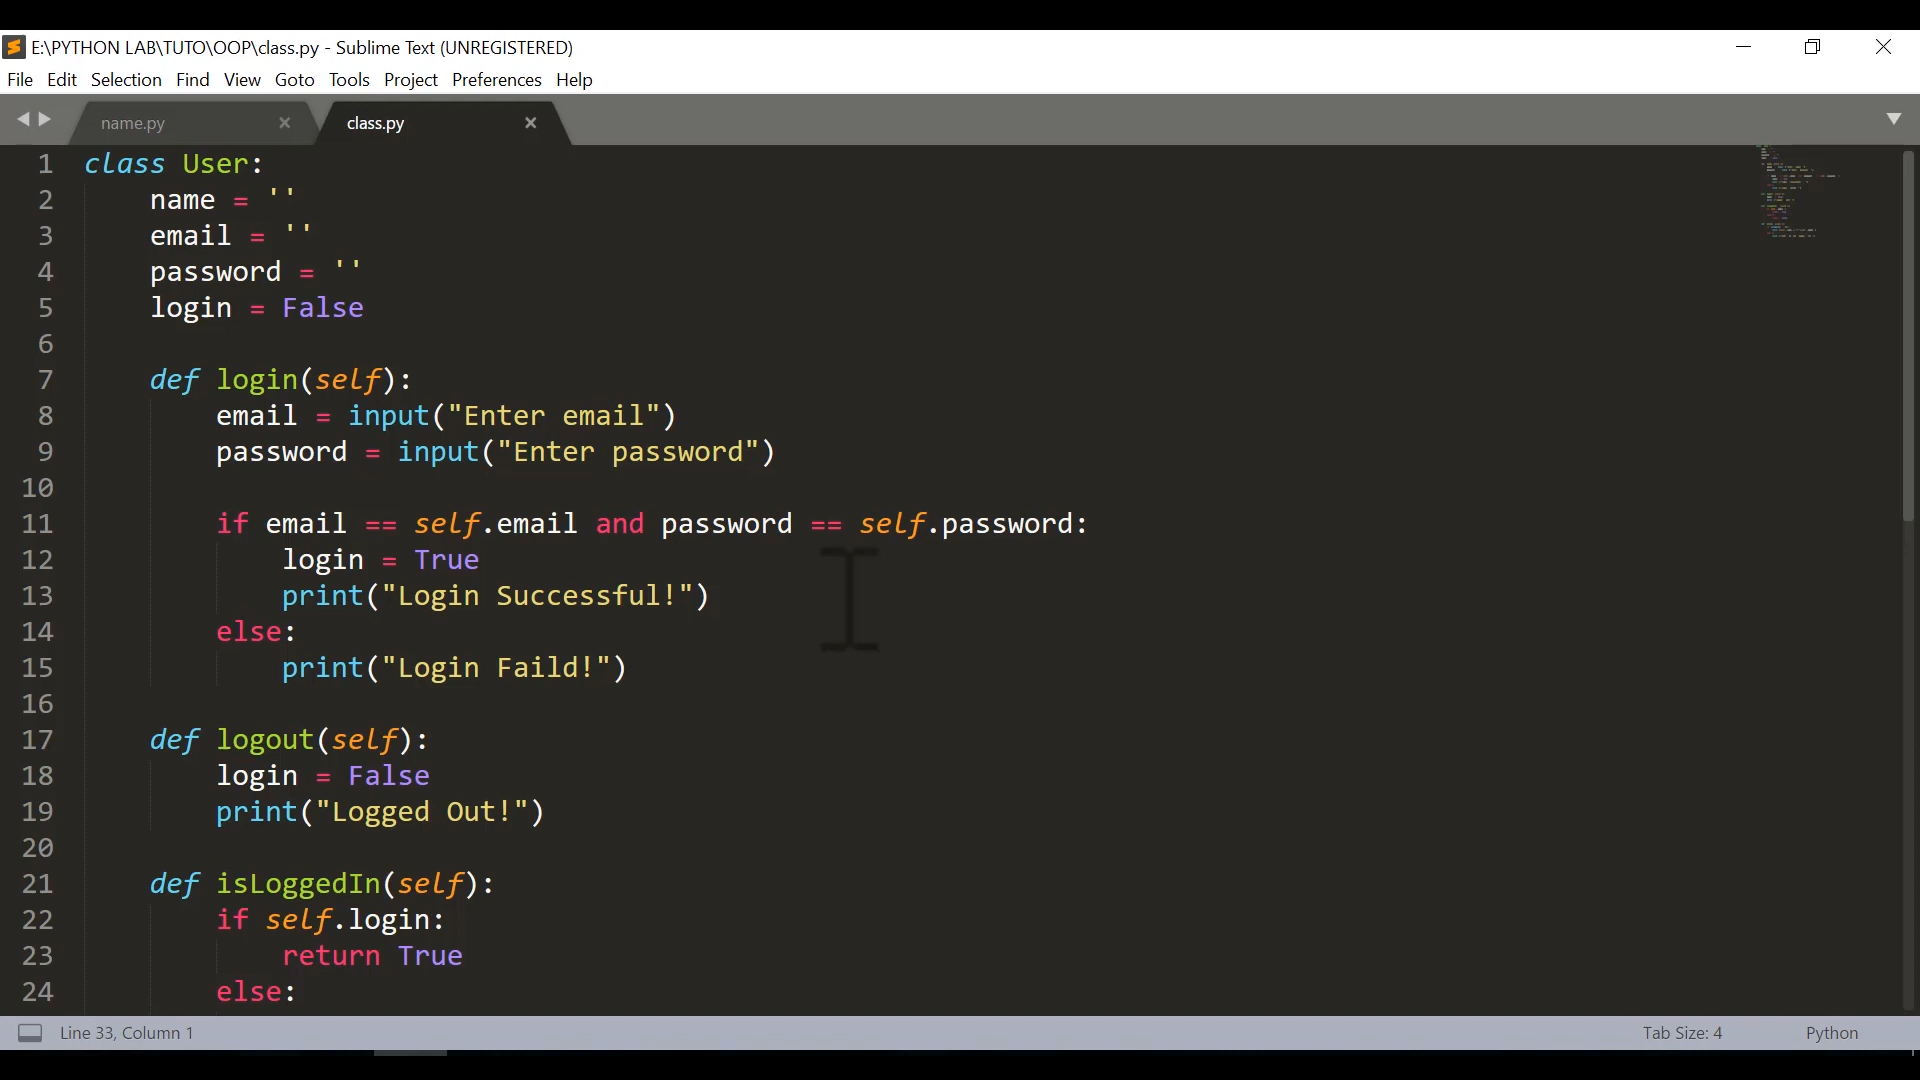 E:\PYTHON LAB\TUTO\OOP\class.py - Sublime Text (UNREGISTERED)
File Edit Selection Find View Goto Tools Project Preferences Help
name.py class.py
1 class User:
2     name = ''
3     email = ''
4     password = ''
5     login = False
6
7     def login(self):
8         email = input("Enter email")
9         password = input("Enter password")
10
11         if email == self.email and password == self.password:
12             login = True
13             print("Login Successful!")
14         else:
15             print("Login Faild!")
16
17     def logout(self):
18         login = False
19         print("Logged Out!")
20
21     def isLoggedIn(self):
22         if self.login:
23             return True
24         else:
Line 33, Column 1 Tab Size: 4 Python